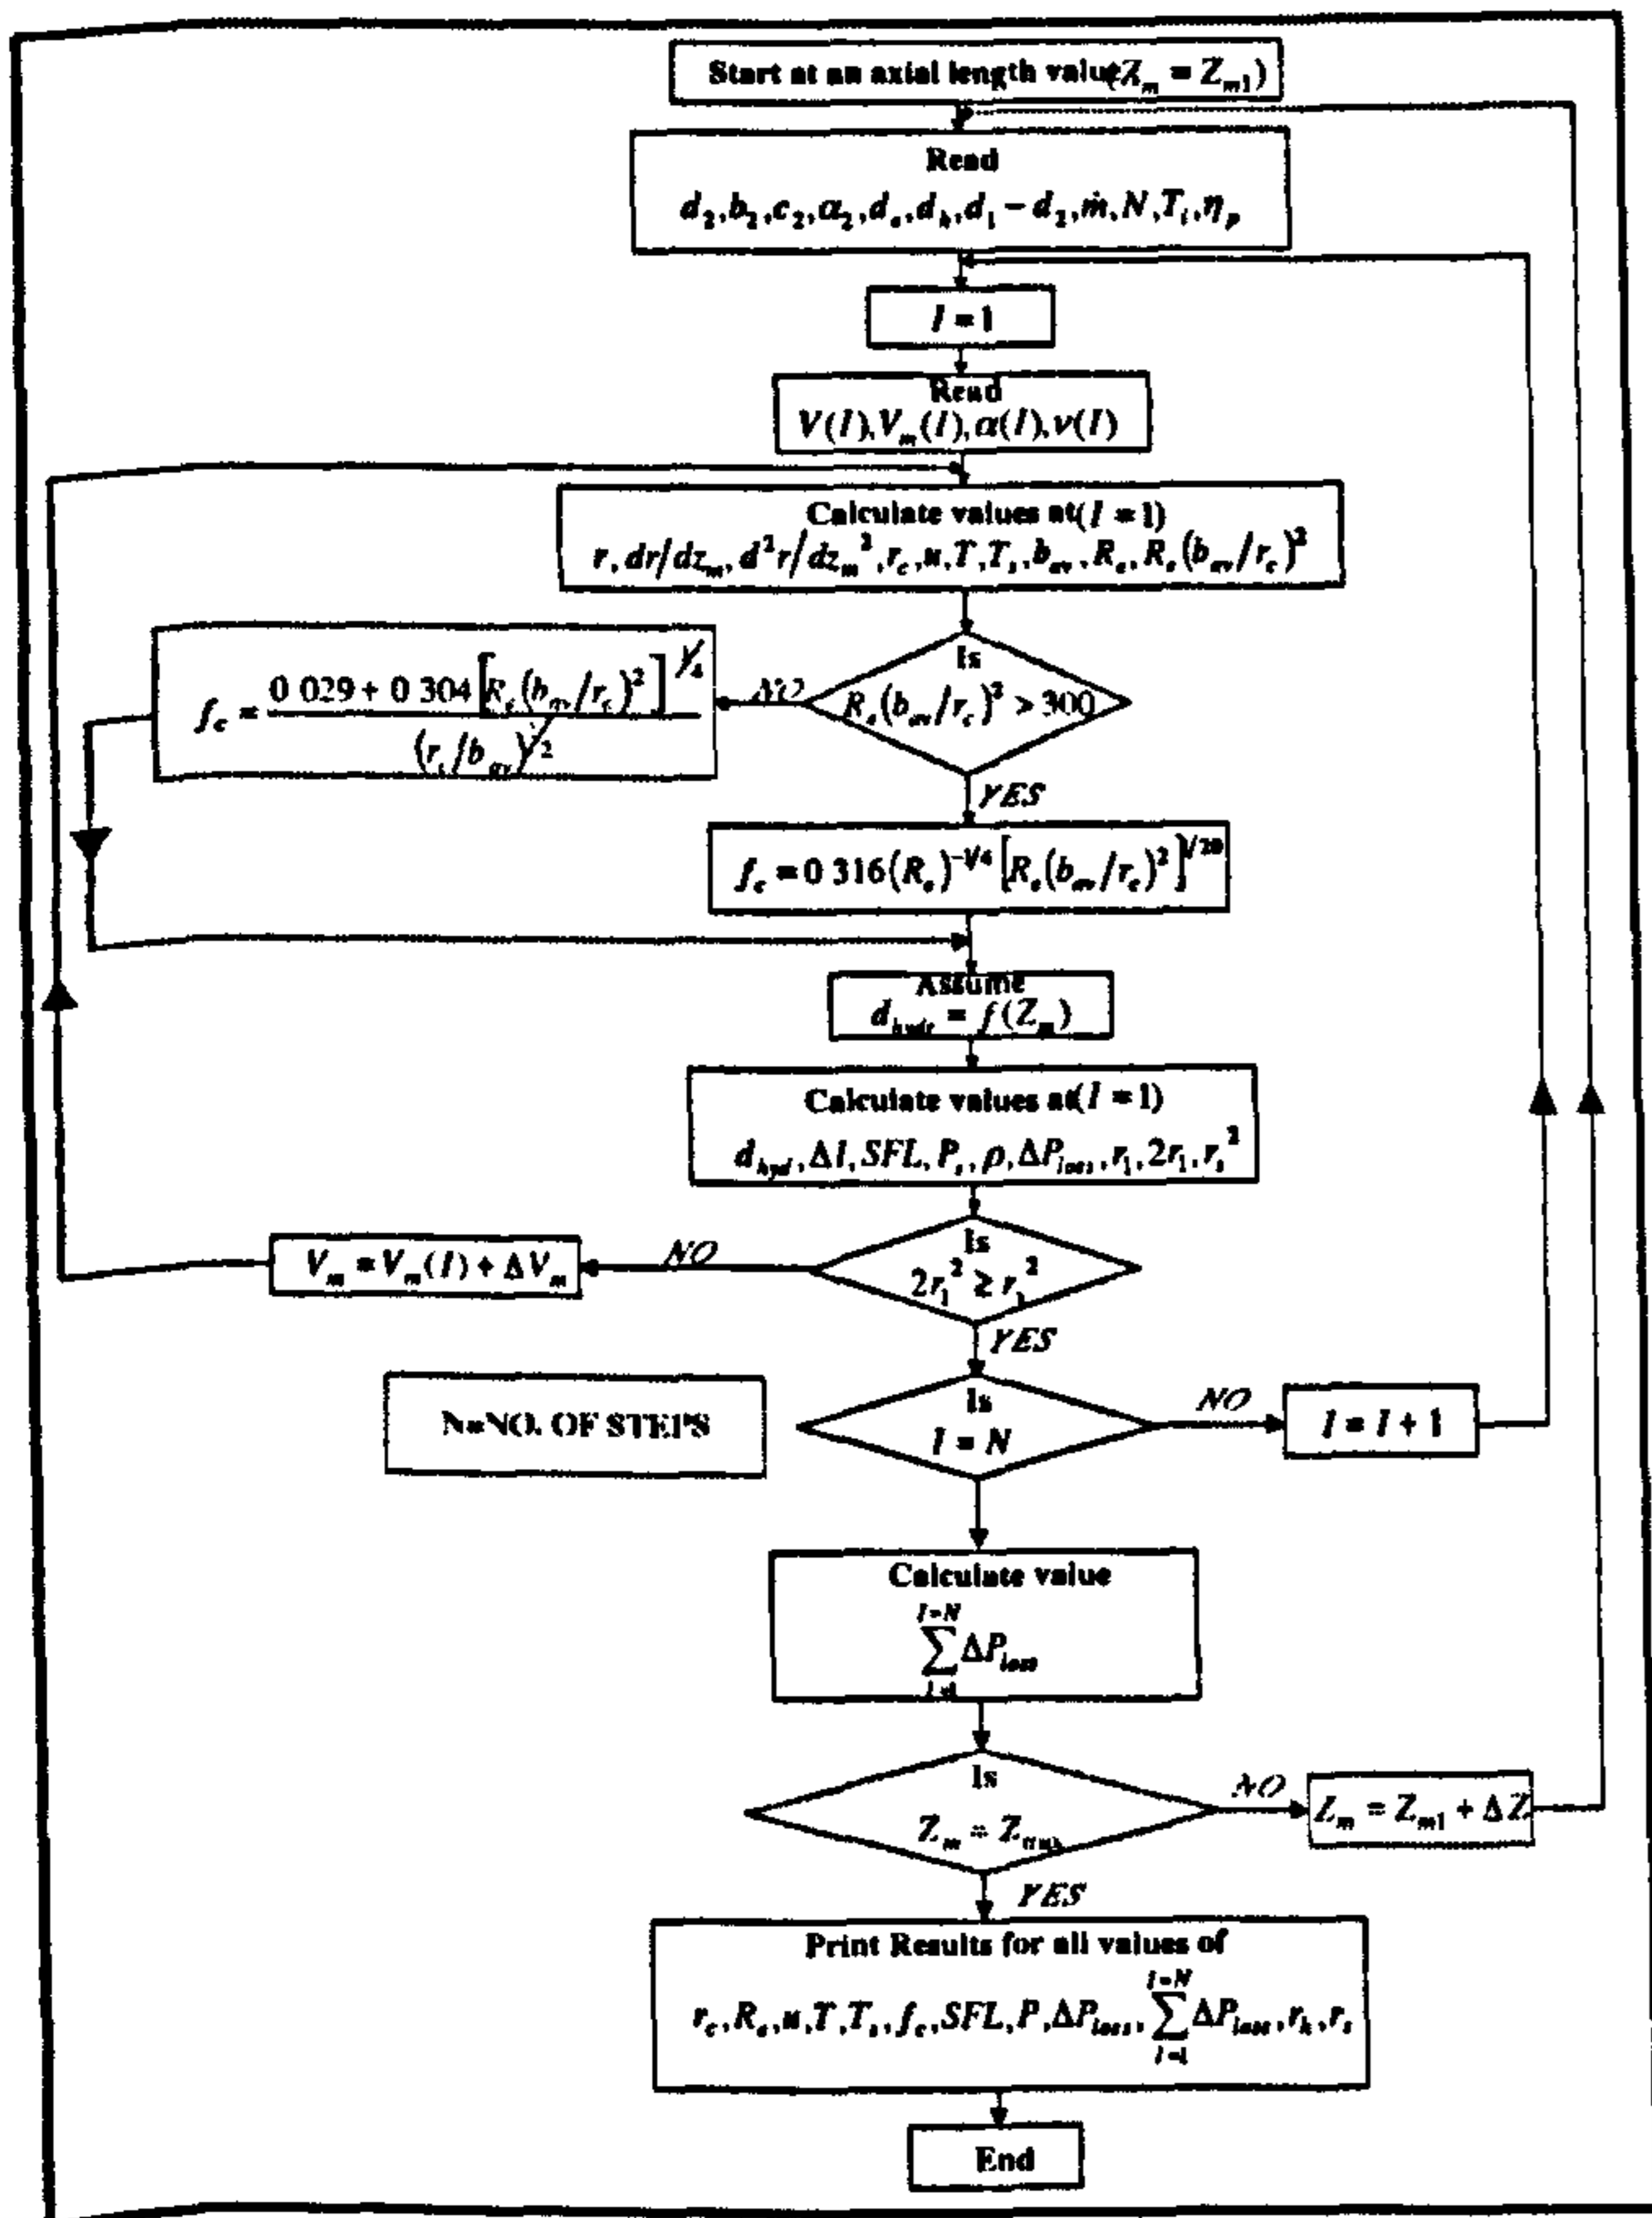 Start at an axial length value(Z_m = Z_m1)
Read
d_2, b_2, c_2, α_2, d_s, d_h, d_1 − d_2, ṁ, N, T_i, η_p
I = 1
Read
V(I), V_m(I), α(I), ν(I)
Calculate values at(I = 1)
r, dr/dz_m, d²r/dz_m², r_c, u, T, T_s, b_av, R_e, R_e(b_av/r_c)²
Is
R_e(b_av/r_c)² > 300
NO
f_c = 0 029 + 0 304 [R_e(b_av/r_c)²]^1/4
(r_c/b_av)^1/2
YES
f_c = 0 316(R_e)^−1/4 [R_e(b_av/r_c)²]^1/20
Assume
d_hydr = f(Z_m)
Calculate values at(I = 1)
d_hyd, Δl, SFL, P_s, ρ, ΔP_loss, r_1, 2r_1, r_s²
Is
2r_1² ≥ r_s²
NO
V_m = V_m(I) + ΔV_m
YES
N=NO. OF STEPS
Is
I = N
NO
I = I + 1
Calculate value
I=N
∑ΔP_loss
I=1
Is
Z_m = Z_max
NO
Z_m = Z_m1 + ΔZ
YES
Print Results for all values of
I=N
r_c, R_e, u, T, T_s, f_c, SFL, P, ΔP_loss, ∑ΔP_loss, r_h, r_s
I=1
End